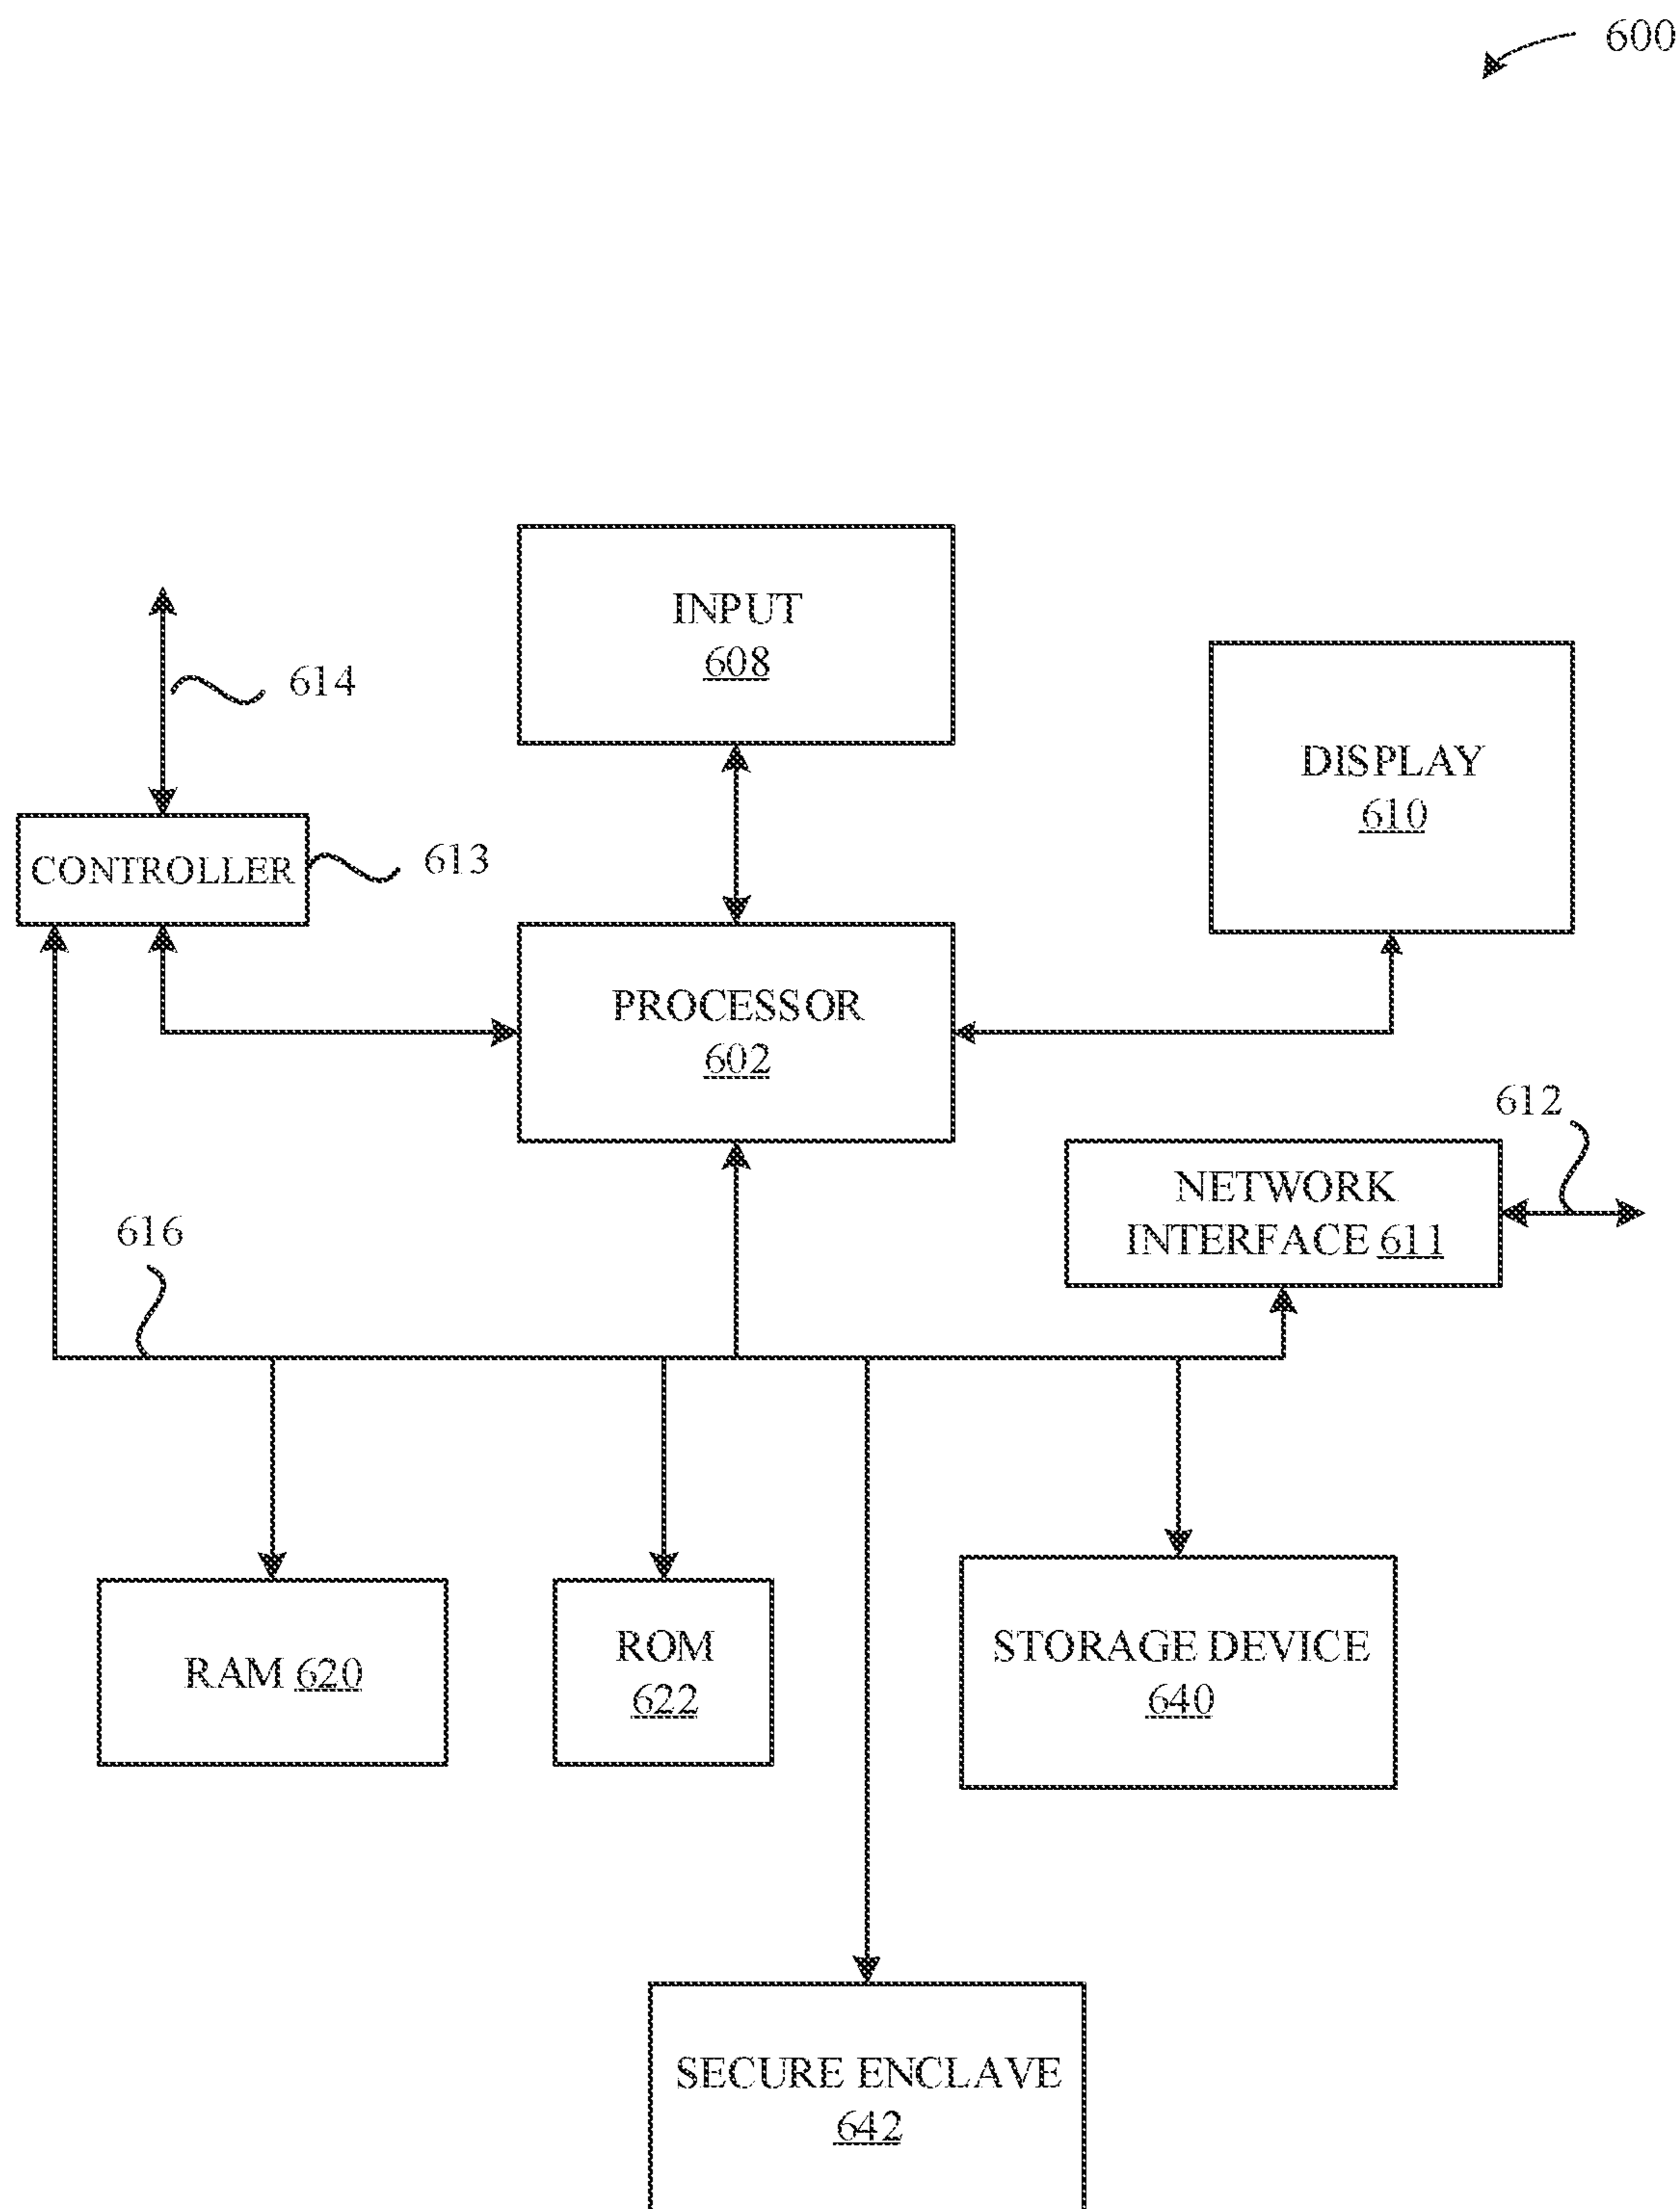 600
INPUT
608
614
DISPLAY
610
CONTROLLER
613
PROCESSOR
602
612
NETWORK
INTERFACE 611
616
RAM 620
ROM
622
STORAGE DEVICE
640
SECURE ENCLAVE
642